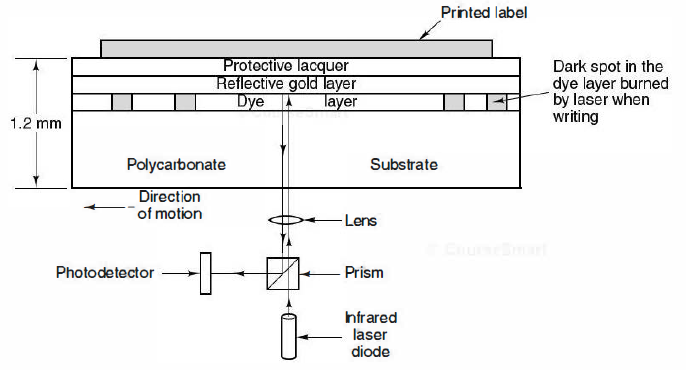 Printed label
Protective lacquer
Reflective gold layer
Dye layer
Dark spot in the
dye layer burned
by laser when
writing
1.2 mm
Polycarbonate
Substrate
Direction
of motion
Lens
CourseSmart
Photodetector
Prism
Infrared
laser
diode